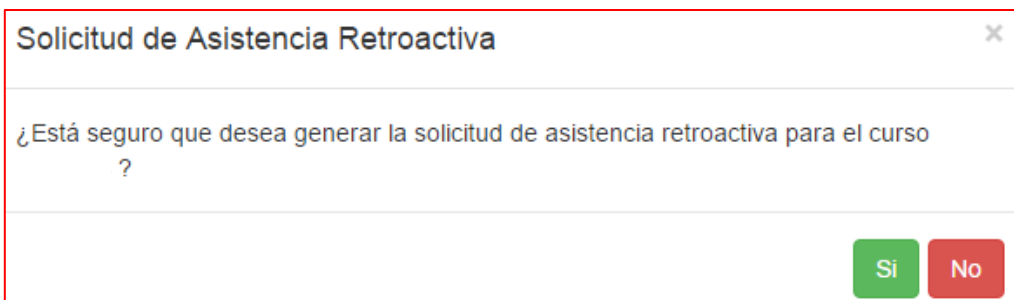 Solicitud de Asistencia Retroactiva ×
¿Está seguro que desea generar la solicitud de asistencia retroactiva para el curso
?
Si No